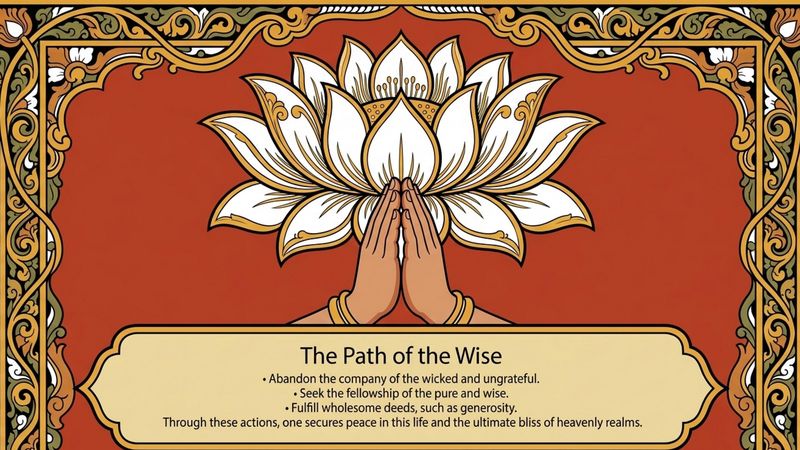 The Path of the Wise
• Abandon the company of the wicked and ungrateful.
• Seek the fellowship of the pure and wise.
• Fulfill wholesome deeds, such as generosity.
Through these actions, one secures peace in this life and the ultimate bliss of heavenly realms.